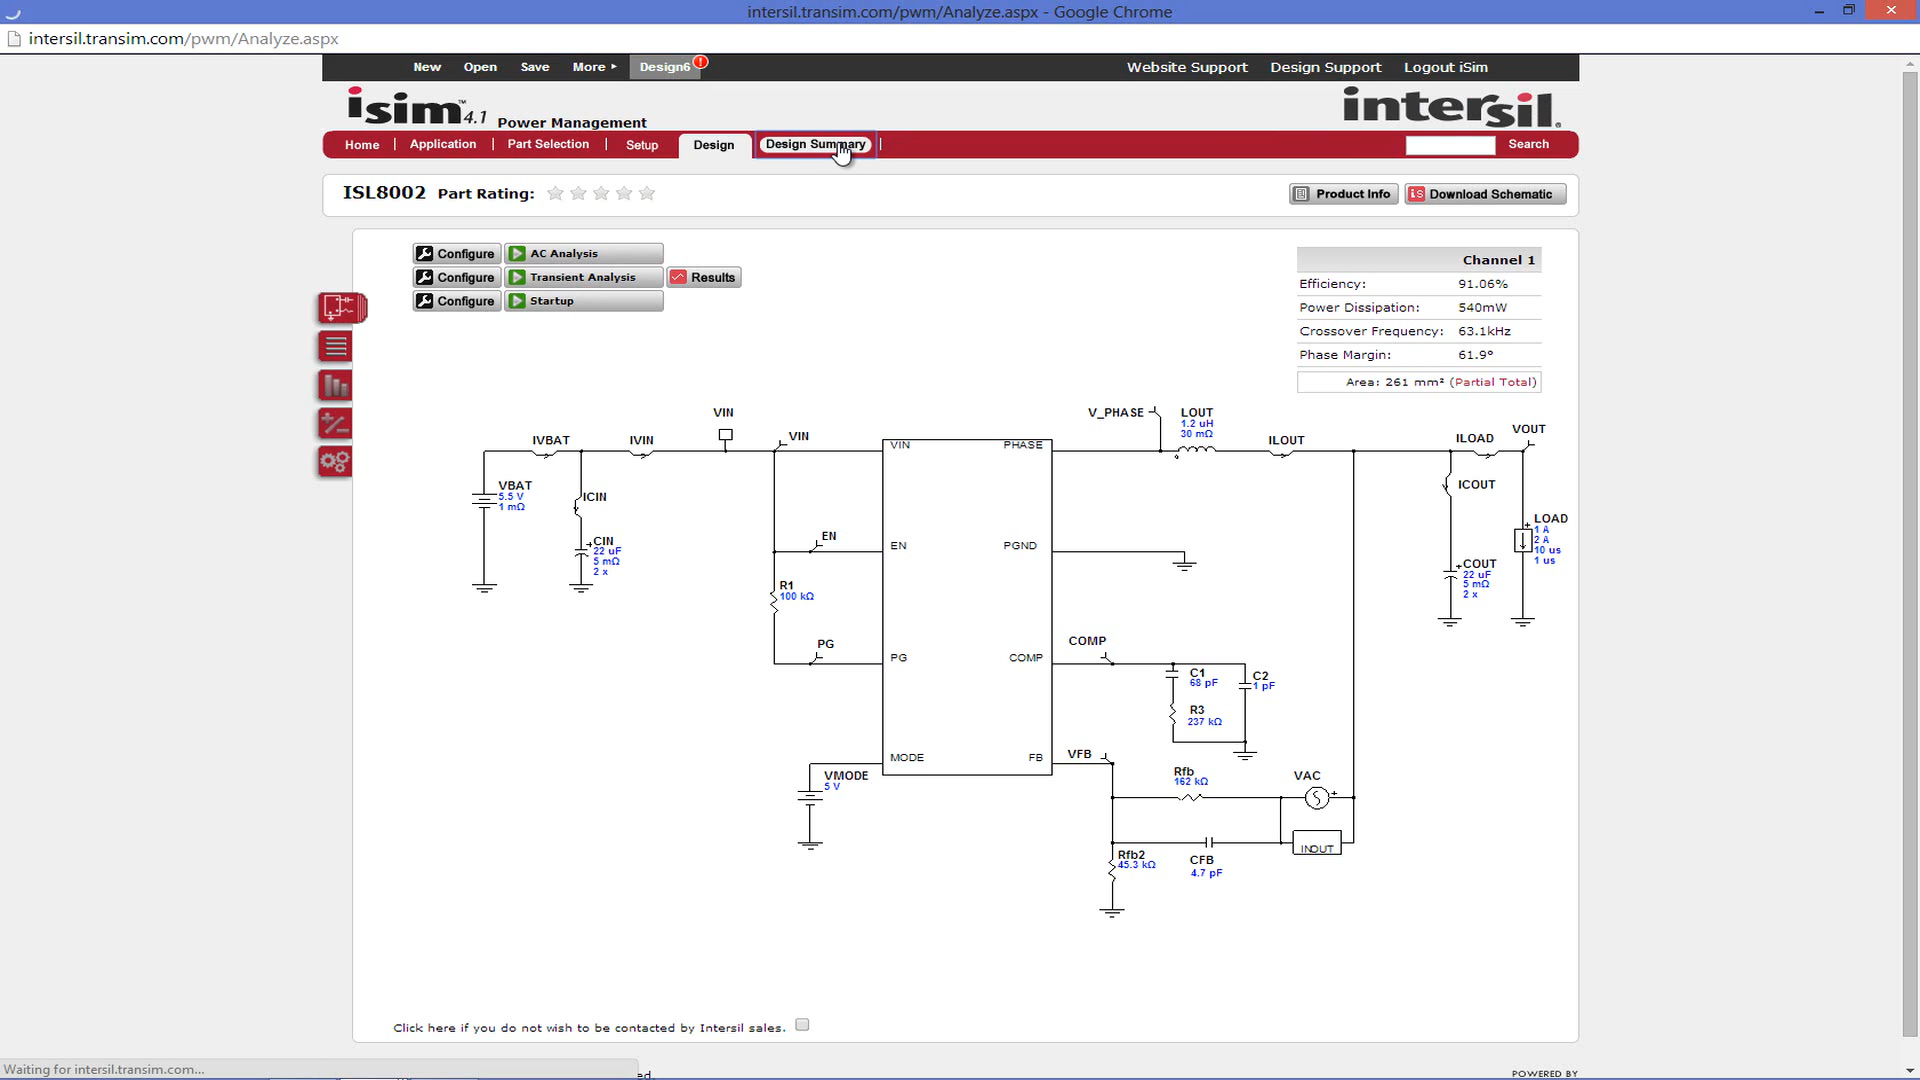 intersil.transim.com/pwm/Analyze.aspx - Google Chrome
intersil.transim.com/pwm/Analyze.aspx
New Open Save More Design6 !
Website Support Design Support Logout iSim
isim™ 4.1 Power Management
intersil®
Home | Application | Part Selection | Setup Design Design Summary | Search
ISL8002 Part Rating:
Product Info iS Download Schematic
Configure AC Analysis
Configure Transient Analysis Results
Configure Startup
Channel 1
Efficiency: 91.06%
Power Dissipation: 540mW
Crossover Frequency: 63.1kHz
Phase Margin: 61.9°
Area: 261 mm² (Partial Total)
VIN
V_PHASE
LOUT
1.2 uH
30 mΩ
IVBAT
IVIN
VIN
VIN
PHASE
ILOUT
ILOAD
VOUT
VBAT
5.5 V
1 mΩ
ICIN
ICOUT
CIN
22 uF
5 mΩ
2 x
EN
EN
PGND
LOAD
1 A
2 A
10 us
1 us
COUT
22 uF
5 mΩ
2 x
R1
100 kΩ
PG
PG
COMP
COMP
C1
68 pF
C2
1 pF
R3
237 kΩ
MODE
FB
VFB
VMODE
5 V
Rfb
162 kΩ
VAC
INOUT
Rfb2
45.3 kΩ
CFB
4.7 pF
Click here if you do not wish to be contacted by Intersil sales.
Waiting for intersil.transim.com...
ed.
POWERED BY